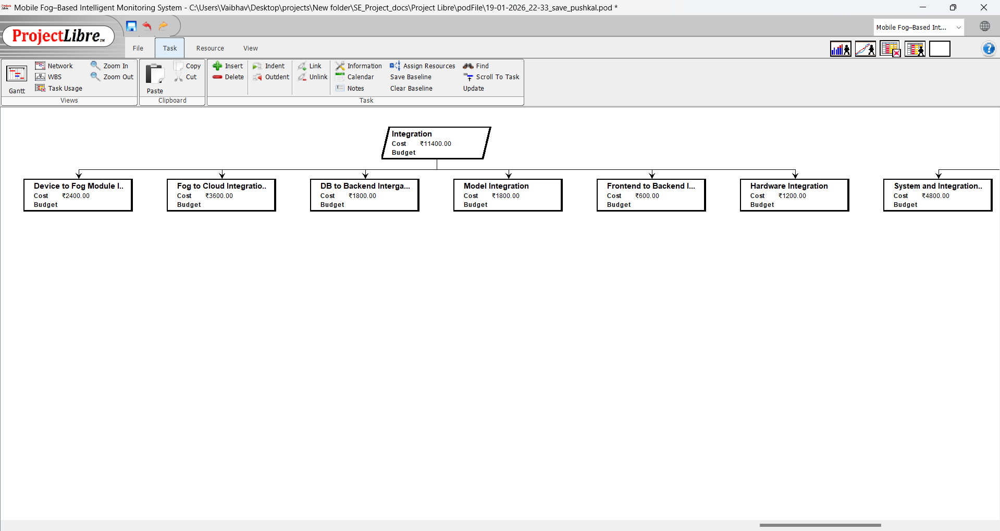 Mobile Fog–Based Intelligent Monitoring System - C:\Users\Vaibhav\Desktop\projects\New folder\SE_Project_docs\Project Libre\podFile\19-01-2026_22-33_save_pushkal.pod *
ProjectLibre
Mobile Fog–Based Int...
File Task Resource View
Gantt
Network
WBS
Task Usage
Zoom In
Zoom Out
Views
Paste
Copy
Cut
Clipboard
Insert
Delete
Indent
Outdent
Link
Unlink
Information
Calendar
Notes
Assign Resources
Save Baseline
Clear Baseline
Find
Scroll To Task
Update
Task
Integration
Cost ₹11400.00
Budget
Device to Fog Module I..
Cost ₹2400.00
Budget
Fog to Cloud Integratio..
Cost ₹3600.00
Budget
DB to Backend Interga...
Cost ₹1800.00
Budget
Model Integration
Cost ₹1800.00
Budget
Frontend to Backend I...
Cost ₹600.00
Budget
Hardware Integration
Cost ₹1200.00
Budget
System and Integration..
Cost ₹4800.00
Budget